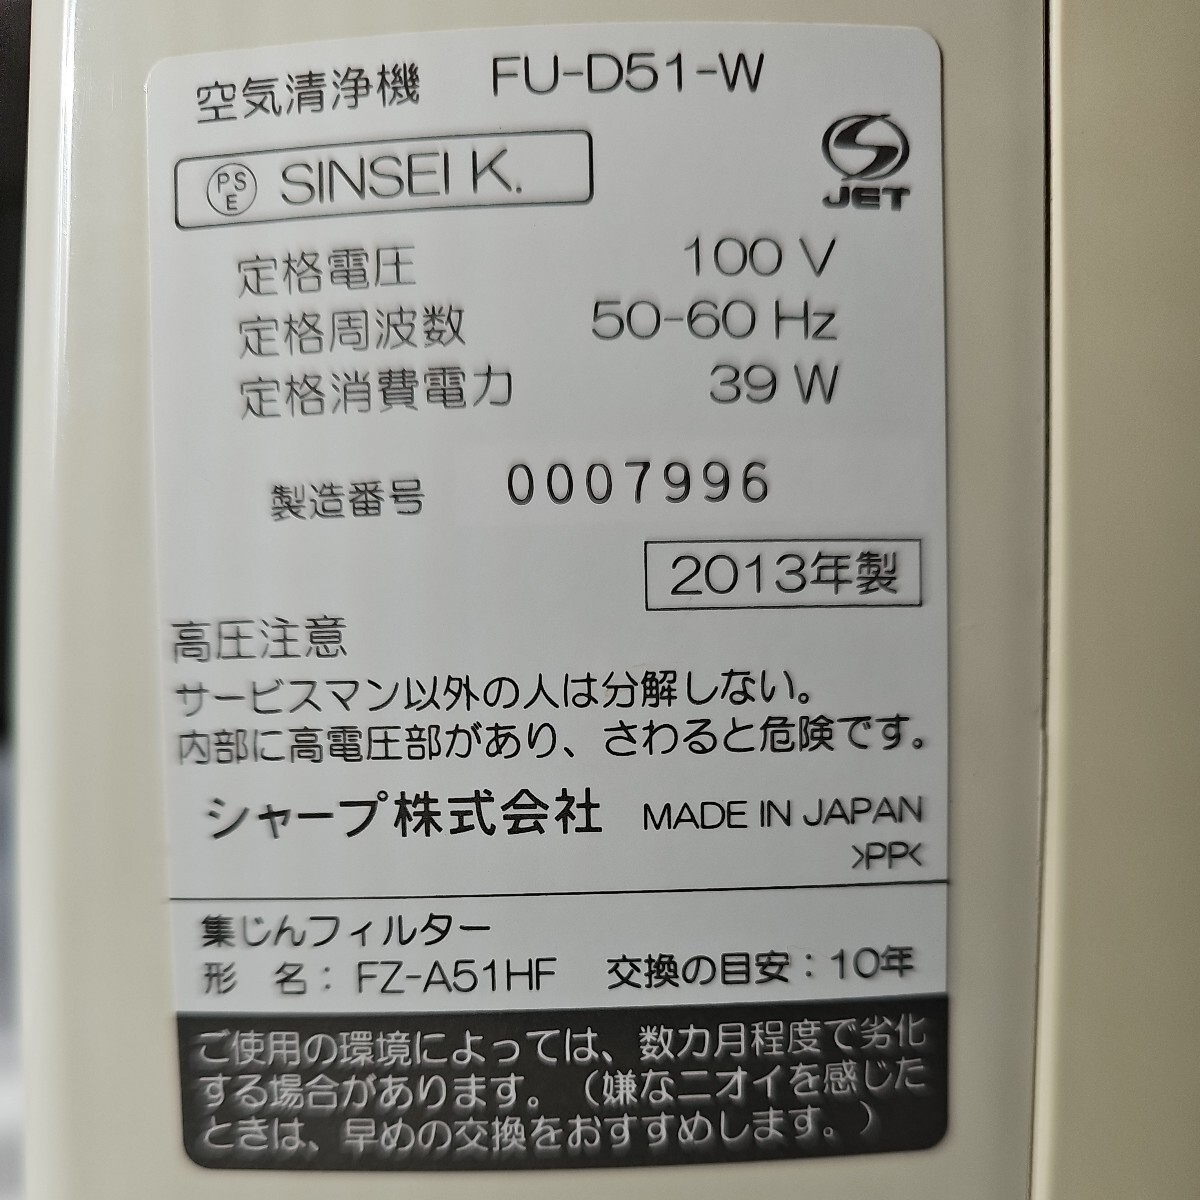 空気清浄機 FU-D51-W
PSE SINSEI K.
JET
定格電圧 100 V
定格周波数 50-60 Hz
定格消費電力 39 W
製造番号 0007996
2013年製
高圧注意
サービスマン以外の人は分解しない。
内部に高電圧部があり、さわると危険です。
シャープ株式会社 MADE IN JAPAN
>PP<
集じんフィルター
形 名：FZ-A51HF 交換の目安：10年
ご使用の環境によっては、数カ月程度で劣化
する場合があります。（嫌なニオイを感じた
ときは、早めの交換をおすすめします。）